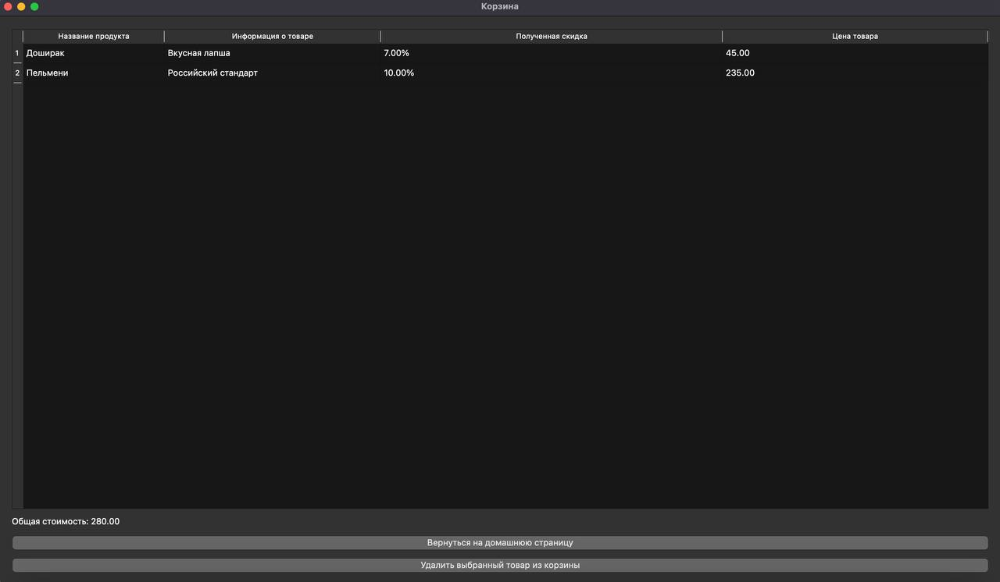 Корзина
Название продукта Информация о товаре Полученная скидка Цена товара
1 Доширак Вкусная лапша 7.00% 45.00
2 Пельмени Российский стандарт 10.00% 235.00
Общая стоимость: 280.00
Вернуться на домашнюю страницу
Удалить выбранный товар из корзины